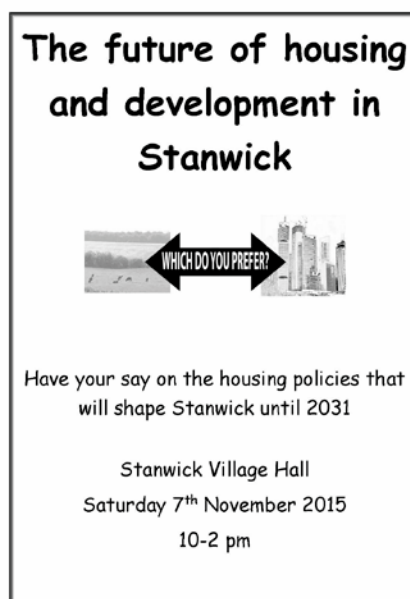 The future of housing
and development in
Stanwick
WHICH DO YOU PREFER?
Have your say on the housing policies that
will shape Stanwick until 2031
Stanwick Village Hall
Saturday 7th November 2015
10-2 pm